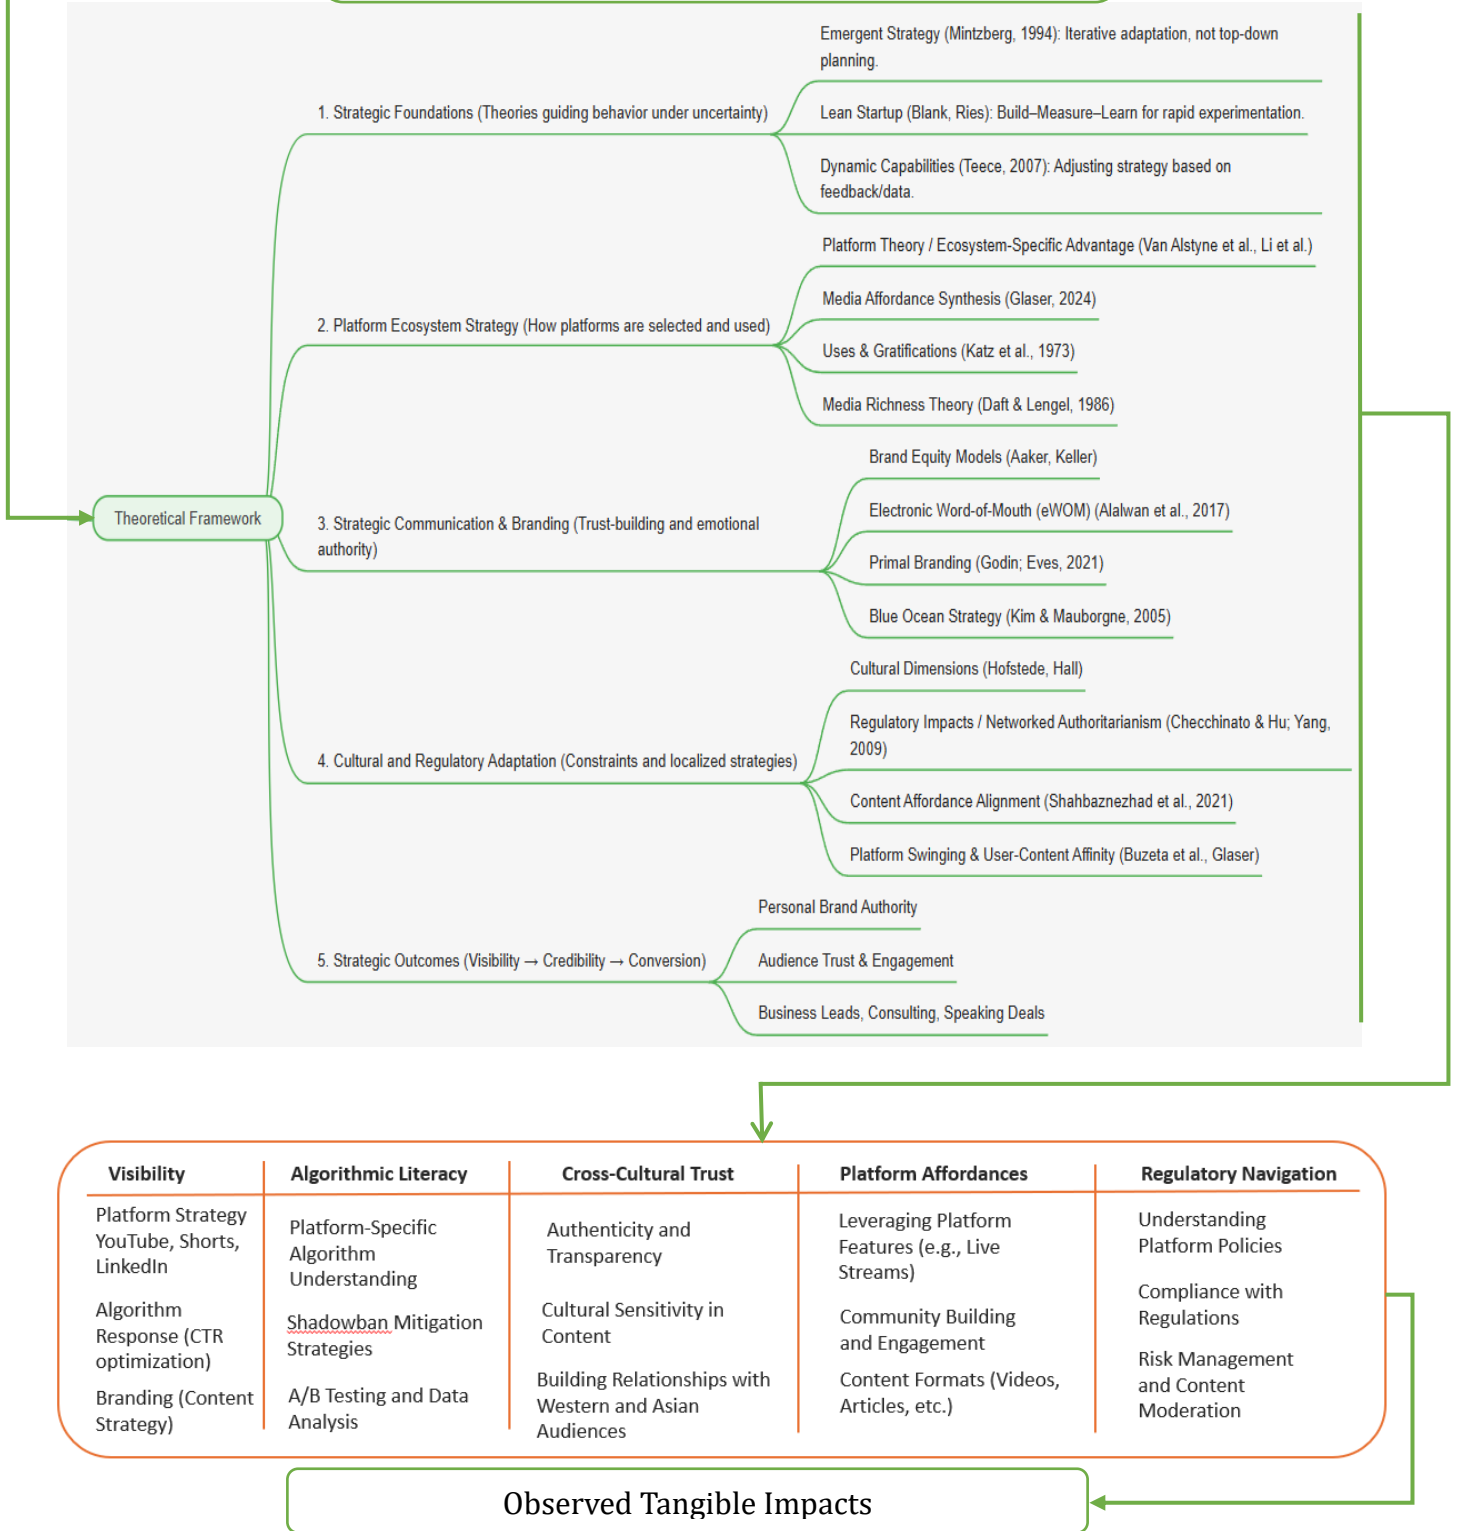 Theoretical Framework
1. Strategic Foundations (Theories guiding behavior under uncertainty)
Emergent Strategy (Mintzberg, 1994): Iterative adaptation, not top-down
planning.
Lean Startup (Blank, Ries): Build–Measure–Learn for rapid experimentation.
Dynamic Capabilities (Teece, 2007): Adjusting strategy based on
feedback/data.
2. Platform Ecosystem Strategy (How platforms are selected and used)
Platform Theory / Ecosystem-Specific Advantage (Van Alstyne et al., Li et al.)
Media Affordance Synthesis (Glaser, 2024)
Uses & Gratifications (Katz et al., 1973)
Media Richness Theory (Daft & Lengel, 1986)
3. Strategic Communication & Branding (Trust-building and emotional
authority)
Brand Equity Models (Aaker, Keller)
Electronic Word-of-Mouth (eWOM) (Alalwan et al., 2017)
Primal Branding (Godin; Eves, 2021)
Blue Ocean Strategy (Kim & Mauborgne, 2005)
4. Cultural and Regulatory Adaptation (Constraints and localized strategies)
Cultural Dimensions (Hofstede, Hall)
Regulatory Impacts / Networked Authoritarianism (Checchinato & Hu; Yang,
2009)
Content Affordance Alignment (Shahbaznezhad et al., 2021)
Platform Swinging & User-Content Affinity (Buzeta et al., Glaser)
5. Strategic Outcomes (Visibility → Credibility → Conversion)
Personal Brand Authority
Audience Trust & Engagement
Business Leads, Consulting, Speaking Deals
Visibility
Platform Strategy
YouTube, Shorts,
LinkedIn
Algorithm
Response (CTR
optimization)
Branding (Content
Strategy)
Algorithmic Literacy
Platform-Specific
Algorithm
Understanding
Shadowban Mitigation
Strategies
A/B Testing and Data
Analysis
Cross-Cultural Trust
Authenticity and
Transparency
Cultural Sensitivity in
Content
Building Relationships with
Western and Asian
Audiences
Platform Affordances
Leveraging Platform
Features (e.g., Live
Streams)
Community Building
and Engagement
Content Formats (Videos,
Articles, etc.)
Regulatory Navigation
Understanding
Platform Policies
Compliance with
Regulations
Risk Management
and Content
Moderation
Observed Tangible Impacts